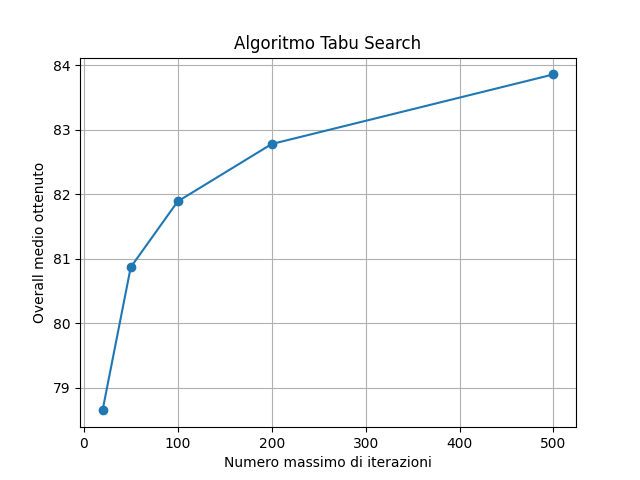 Algoritmo Tabu Search
84
83
82
81
80
79
Overall medio ottenuto
0 100 200 300 400 500
Numero massimo di iterazioni